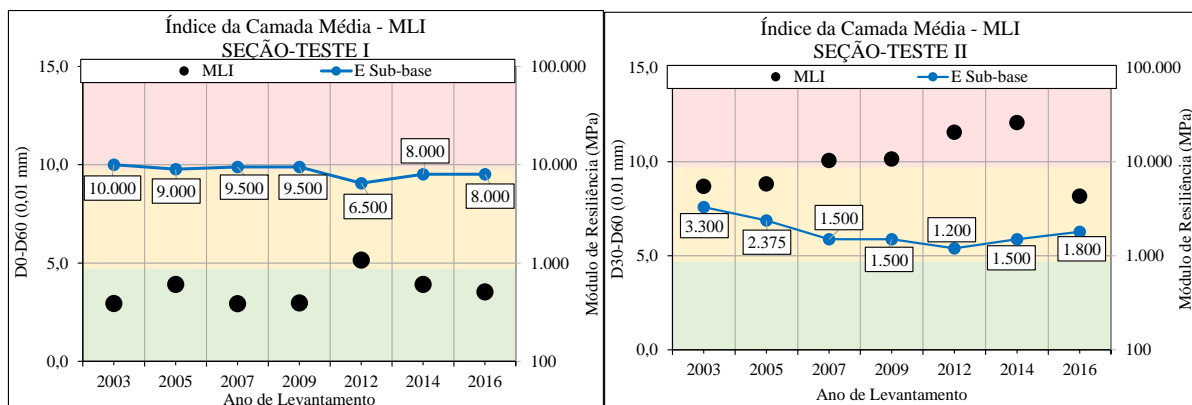 Índice da Camada Média - MLI
SEÇÃO-TESTE I
MLI
E Sub-base
15,0
10,0
5,0
0,0
D0-D60 (0,01 mm)
100.000
10.000
1.000
100
Módulo de Resiliência (MPa)
10.000
9.000
9.500
9.500
6.500
8.000
8.000
2003 2005 2007 2009 2012 2014 2016
Ano de Levantamento
Índice da Camada Média - MLI
SEÇÃO-TESTE II
MLI
E Sub-base
15,0
10,0
5,0
0,0
D30-D60 (0,01 mm)
100.000
10.000
1.000
100
Módulo de Resiliência (MPa)
3.300
2.375
1.500
1.500
1.200
1.500
1.800
2003 2005 2007 2009 2012 2014 2016
Ano de Levantamento